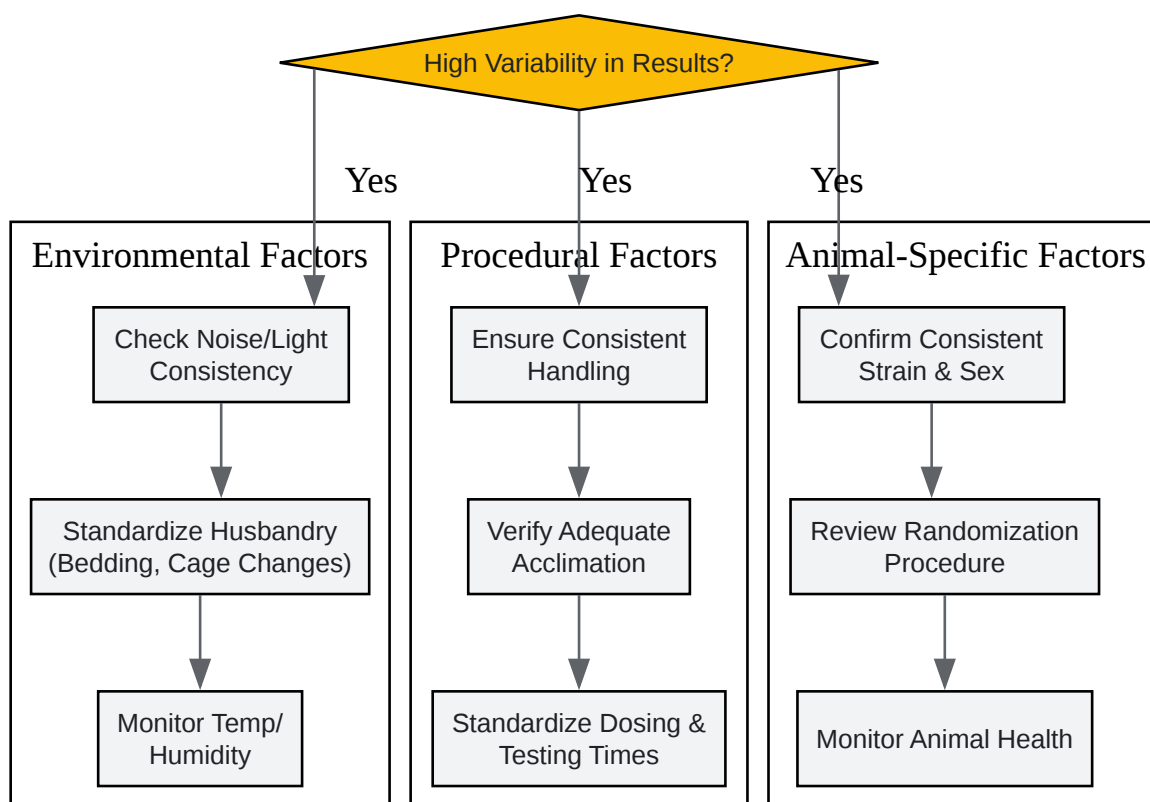 High Variability in Results?
Yes
Yes
Yes
Environmental Factors
Check Noise/Light
Consistency
Standardize Husbandry
(Bedding, Cage Changes)
Monitor Temp/
Humidity
Procedural Factors
Ensure Consistent
Handling
Verify Adequate
Acclimation
Standardize Dosing &
Testing Times
Animal-Specific Factors
Confirm Consistent
Strain & Sex
Review Randomization
Procedure
Monitor Animal Health